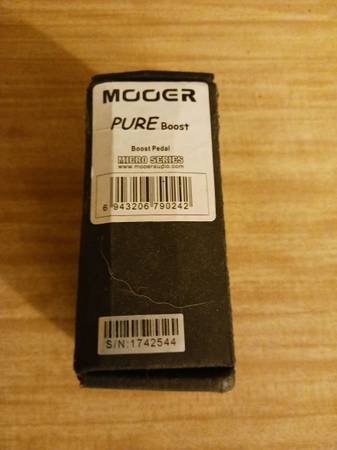 MOOER
PURE Boost
Boost Pedal
MICRO SERIES
www.mooeraudio.com
6 943206 790242
S/N:1742544